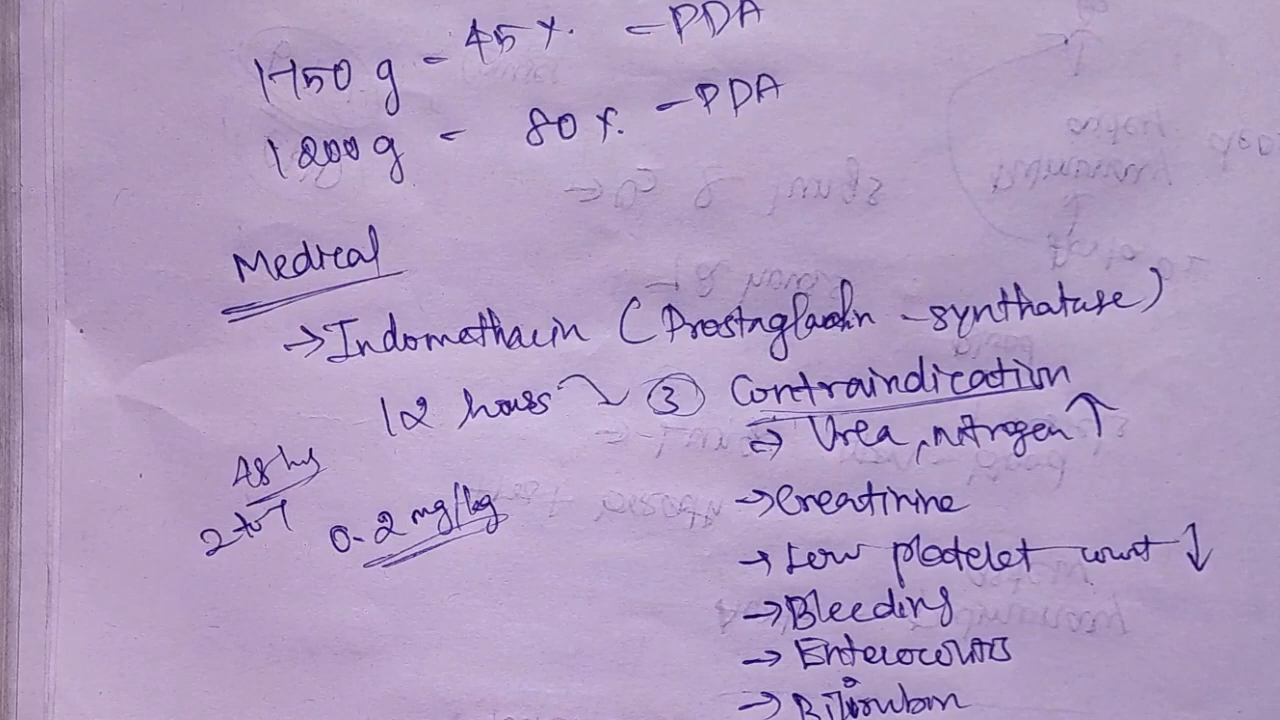 1750 g - 45 %. - PDA
1200 g - 80 %. - PDA
Medical
→ Indomethacin (Prostaglandin - synthatase)
12 hours ③ Contraindication
→ Urea, nitrogen ↑
48 hrs
2 to 7
0.2 mg/kg
→ Creatinine
→ Low platelet count ↓
→ Bleeding
→ Enterocolitis
→ Bilirubin